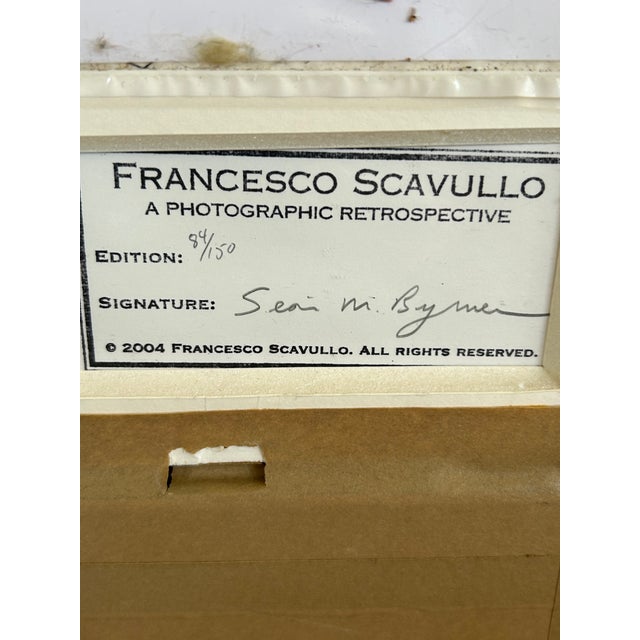 FRANCESCO SCAVULLO
A PHOTOGRAPHIC RETROSPECTIVE
EDITION: 84/150
SIGNATURE: Sean M. Byrnes
© 2004 FRANCESCO SCAVULLO. ALL RIGHTS RESERVED.